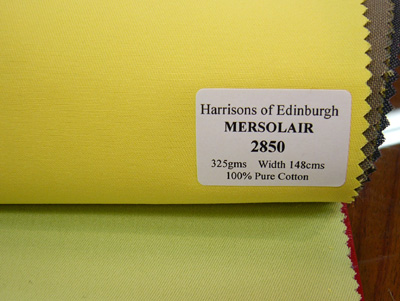 Harrisons of Edinburgh
MERSOLAIR
2850
325gms Width 148cms
100% Pure Cotton